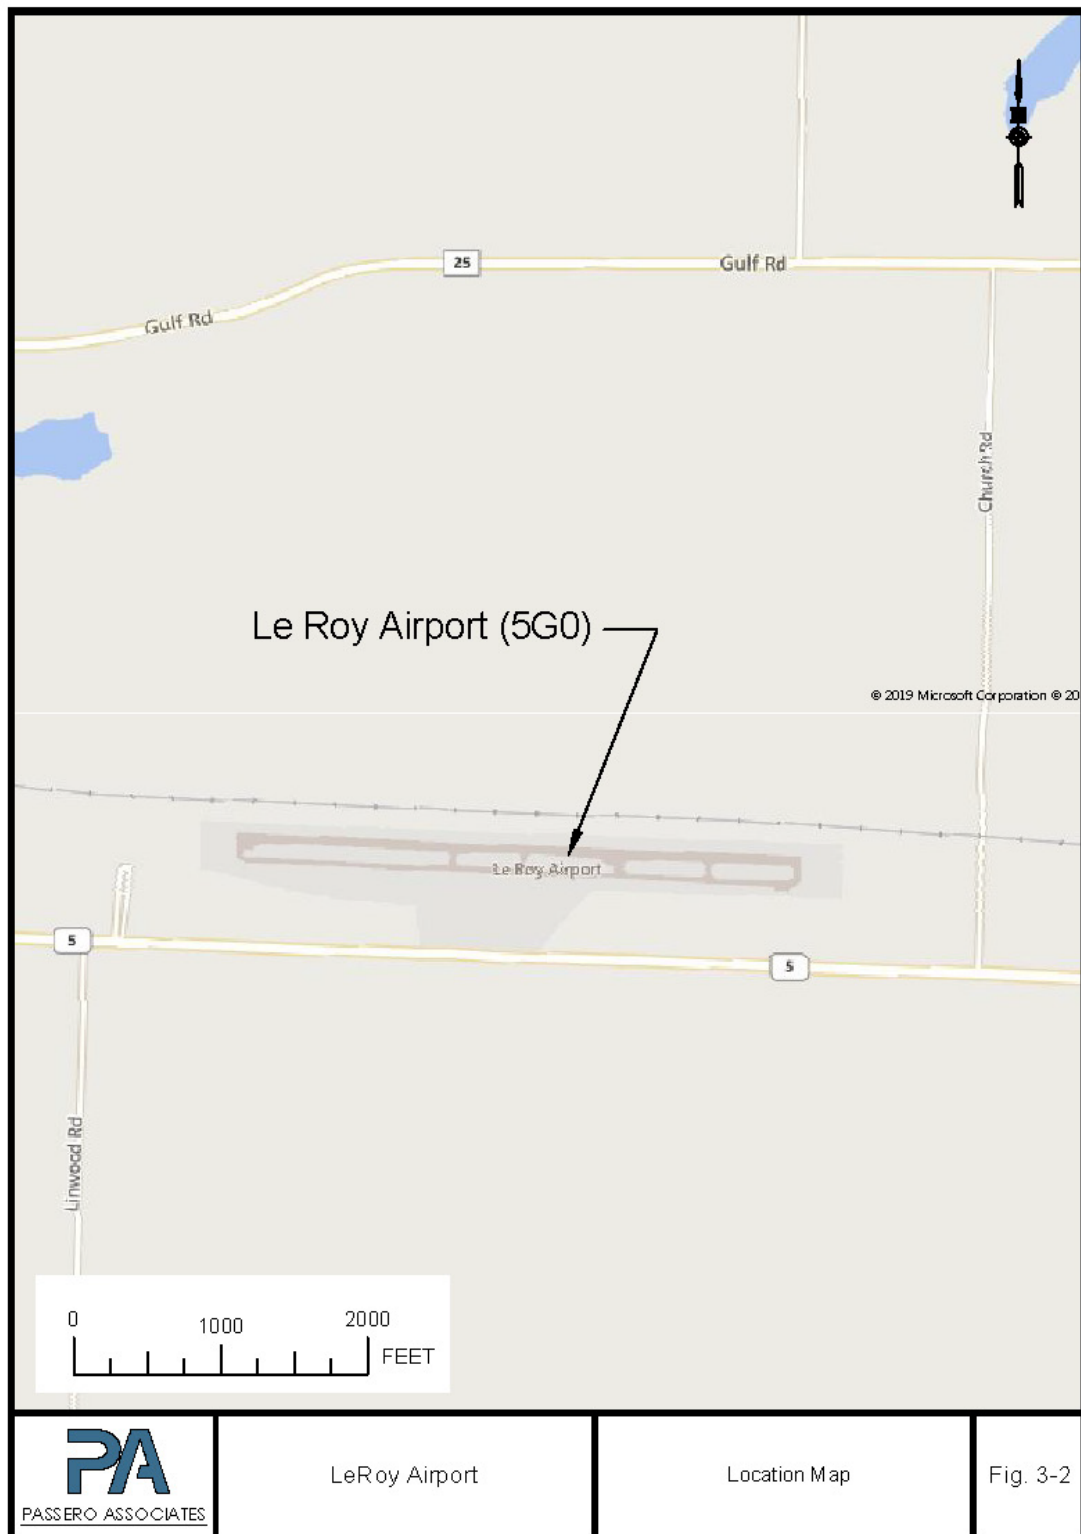 25
Gulf Rd
Gulf Rd
Church Rd
Le Roy Airport (5G0)
© 2019 Microsoft Corporation © 20
Le Roy Airport
5
5
Linwood Rd
0 1000 2000
FEET
PA
PASSERO ASSOCIATES
LeRoy Airport
Location Map
Fig. 3-2